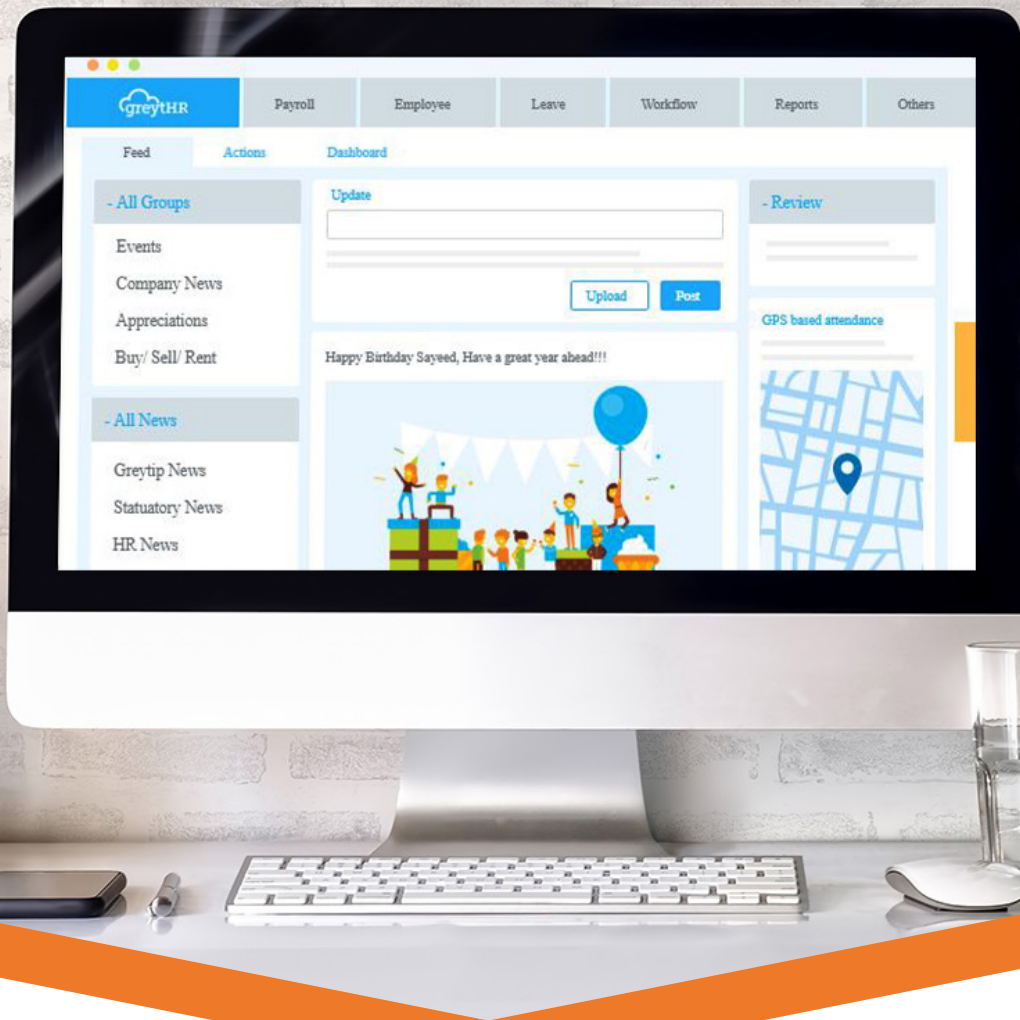 greytHR
Payroll
Employee
Leave
Workflow
Reports
Others
Feed
Actions
Dashboard
- All Groups
Events
Company News
Appreciations
Buy/ Sell/ Rent
- All News
Greytip News
Statuatory News
HR News
Update
Upload
Post
Happy Birthday Sayeed, Have a great year ahead!!!
- Review
GPS based attendance